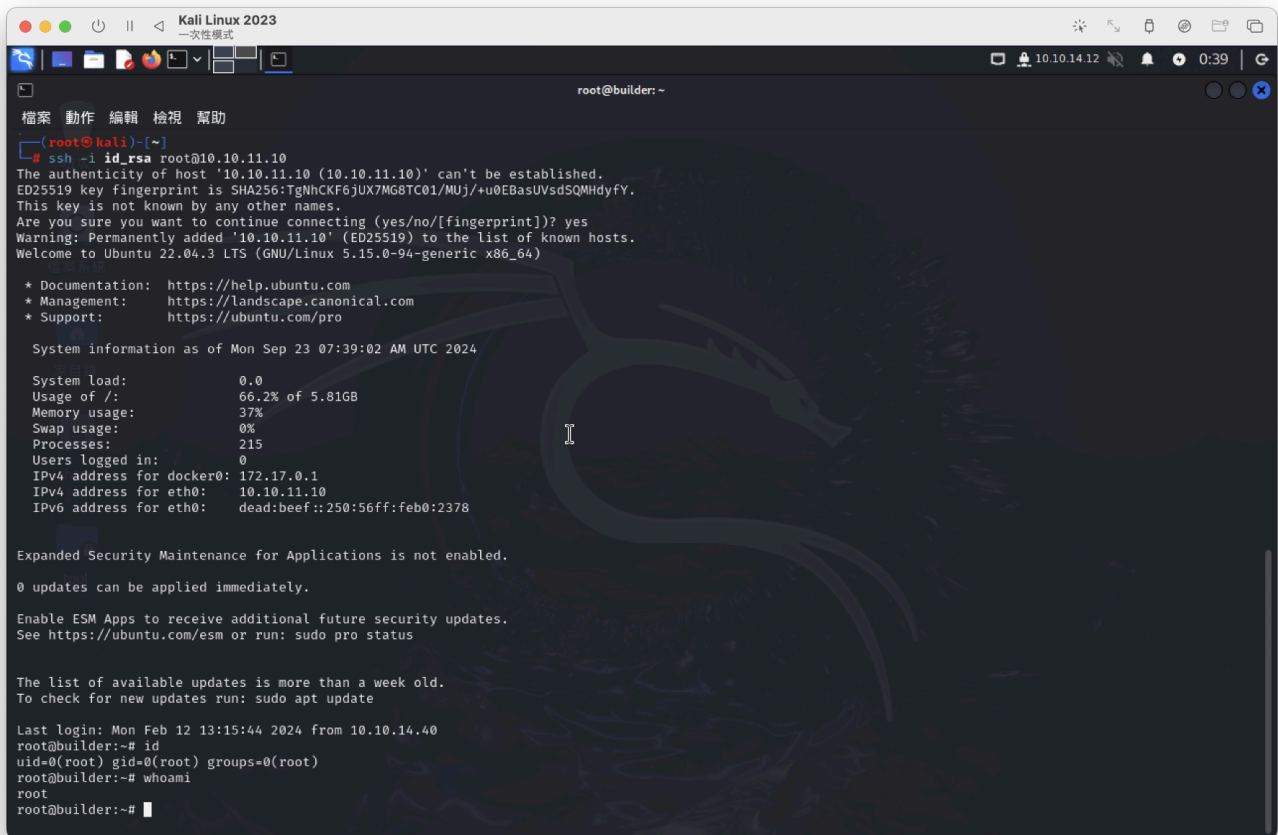 Kali Linux 2023
一次性模式
10.10.14.12
0:39
root@builder: ~
檔案 動作 編輯 檢視 幫助
┌──(root㉿kali)-[~]
└─# ssh -i id_rsa root@10.10.11.10
The authenticity of host '10.10.11.10 (10.10.11.10)' can't be established.
ED25519 key fingerprint is SHA256:TgNhCKF6jUX7MG8TC01/MUj/+u0EBasUVsdSQMHdyfY.
This key is not known by any other names.
Are you sure you want to continue connecting (yes/no/[fingerprint])? yes
Warning: Permanently added '10.10.11.10' (ED25519) to the list of known hosts.
Welcome to Ubuntu 22.04.3 LTS (GNU/Linux 5.15.0-94-generic x86_64)
* Documentation: https://help.ubuntu.com
* Management: https://landscape.canonical.com
* Support: https://ubuntu.com/pro
System information as of Mon Sep 23 07:39:02 AM UTC 2024
System load: 0.0
Usage of /: 66.2% of 5.81GB
Memory usage: 37%
Swap usage: 0%
Processes: 215
Users logged in: 0
IPv4 address for docker0: 172.17.0.1
IPv4 address for eth0: 10.10.11.10
IPv6 address for eth0: dead:beef::250:56ff:feb0:2378
Expanded Security Maintenance for Applications is not enabled.
0 updates can be applied immediately.
Enable ESM Apps to receive additional future security updates.
See https://ubuntu.com/esm or run: sudo pro status
The list of available updates is more than a week old.
To check for new updates run: sudo apt update
Last login: Mon Feb 12 13:15:44 2024 from 10.10.14.40
root@builder:~# id
uid=0(root) gid=0(root) groups=0(root)
root@builder:~# whoami
root
root@builder:~#